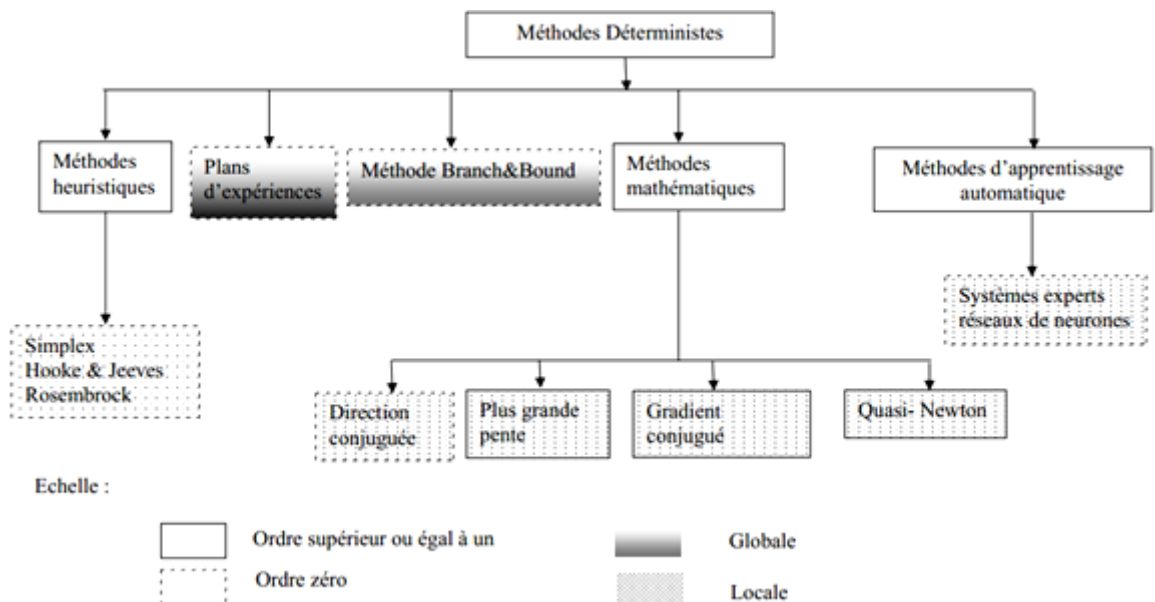 Méthodes Déterministes
Méthodes
heuristiques
Plans
d’expériences
Méthode Branch&Bound
Méthodes
mathématiques
Méthodes d’apprentissage
automatique
Simplex
Hooke & Jeeves
Rosembrock
Systèmes experts
réseaux de neurones
Direction
conjuguée
Plus grande
pente
Gradient
conjugué
Quasi- Newton
Echelle :
Ordre supérieur ou égal à un
Globale
Ordre zéro
Locale